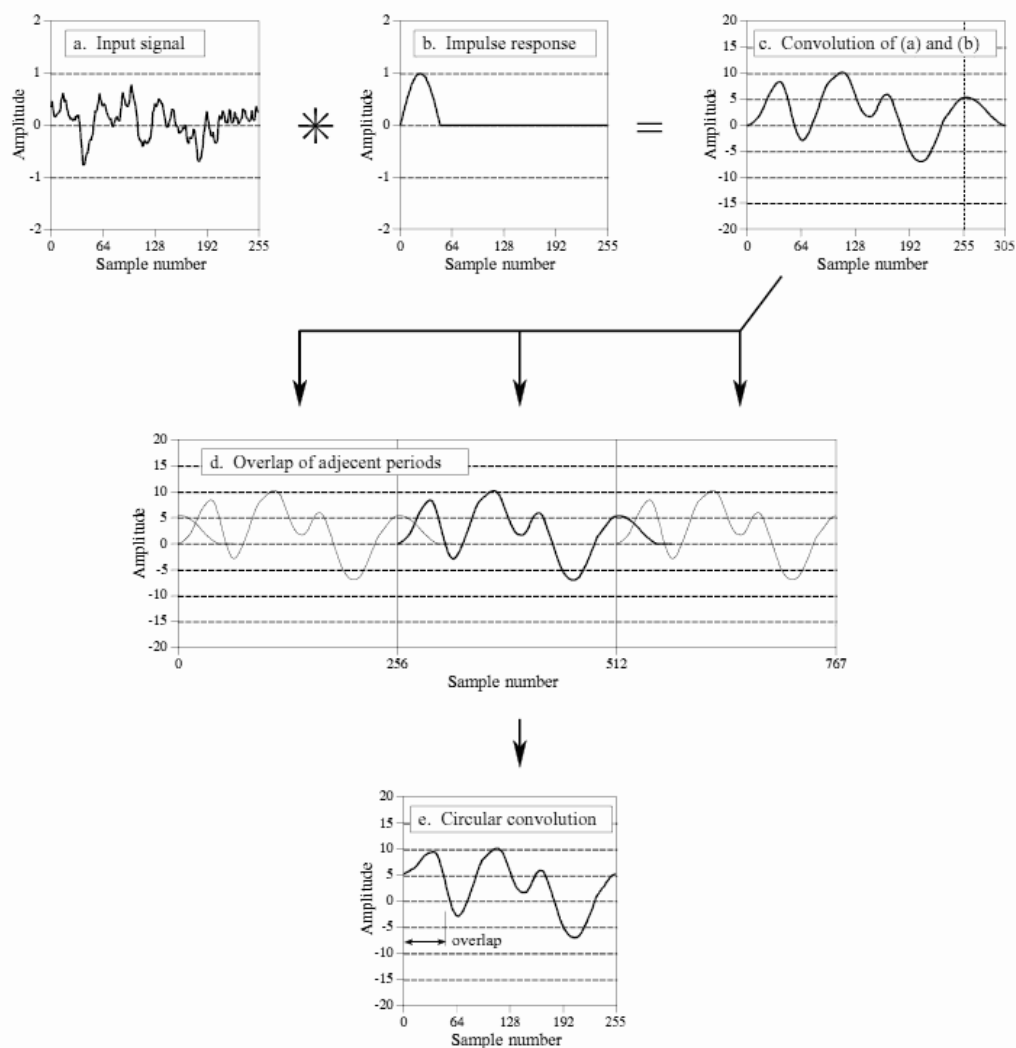 a. Input signal
2
1
0
-1
-2
Amplitude
0 64 128 192 255
Sample number
b. Impulse response
2
1
0
-1
-2
Amplitude
0 64 128 192 255
Sample number
c. Convolution of (a) and (b)
20
15
10
5
0
-5
-10
-15
-20
Amplitude
0 64 128 192 255 305
Sample number
d. Overlap of adjecent periods
20
15
10
5
0
-5
-10
-15
-20
Amplitude
0 256 512 767
Sample number
e. Circular convolution
20
15
10
5
0
-5
-10
-15
-20
Amplitude
overlap
0 64 128 192 255
Sample number